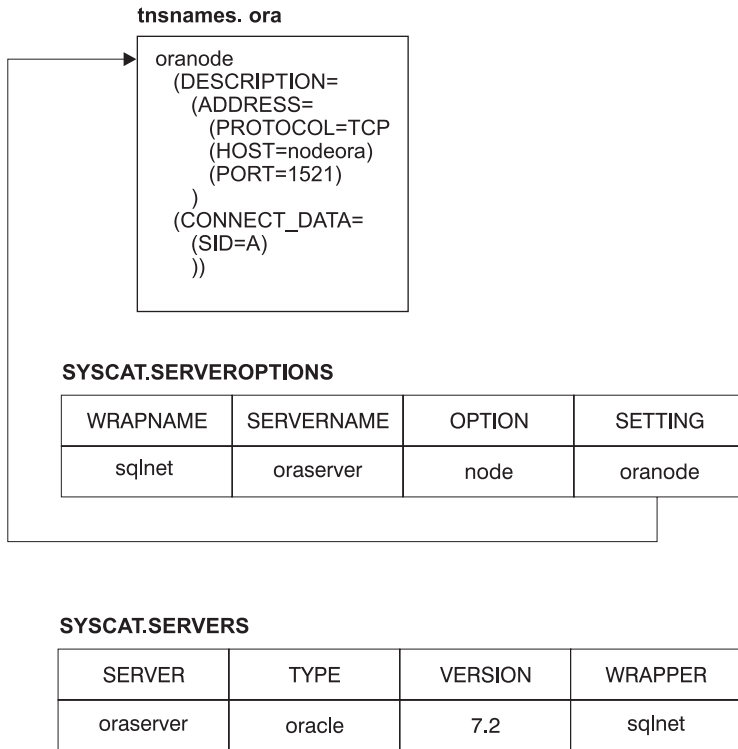 tnsnames. ora
oranode
(DESCRIPTION=
(ADDRESS=
(PROTOCOL=TCP
(HOST=nodeora)
(PORT=1521)
)
(CONNECT_DATA=
(SID=A)
))
SYSCAT.SERVEROPTIONS
WRAPNAME SERVERNAME OPTION SETTING
sqlnet oraserver node oranode
SYSCAT.SERVERS
SERVER TYPE VERSION WRAPPER
oraserver oracle 7.2 sqlnet